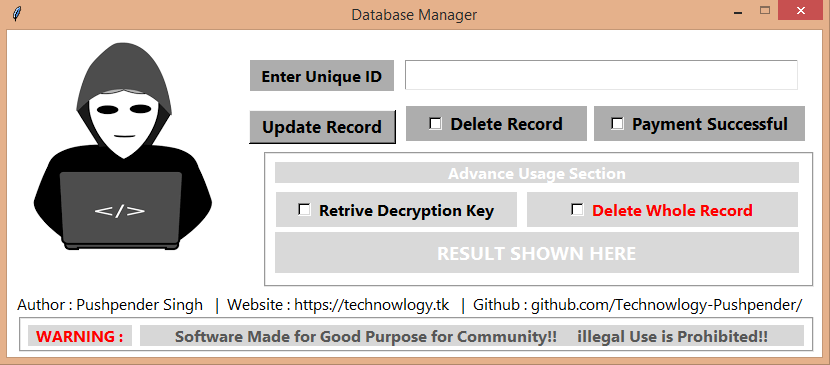 Database Manager
Enter Unique ID
Update Record Delete Record Payment Successful
Advance Usage Section
Retrive Decryption Key Delete Whole Record
RESULT SHOWN HERE
</>
Author : Pushpender Singh | Website : https://technowlogy.tk | Github : github.com/Technowlogy-Pushpender/
WARNING : Software Made for Good Purpose for Community!! illegal Use is Prohibited!!